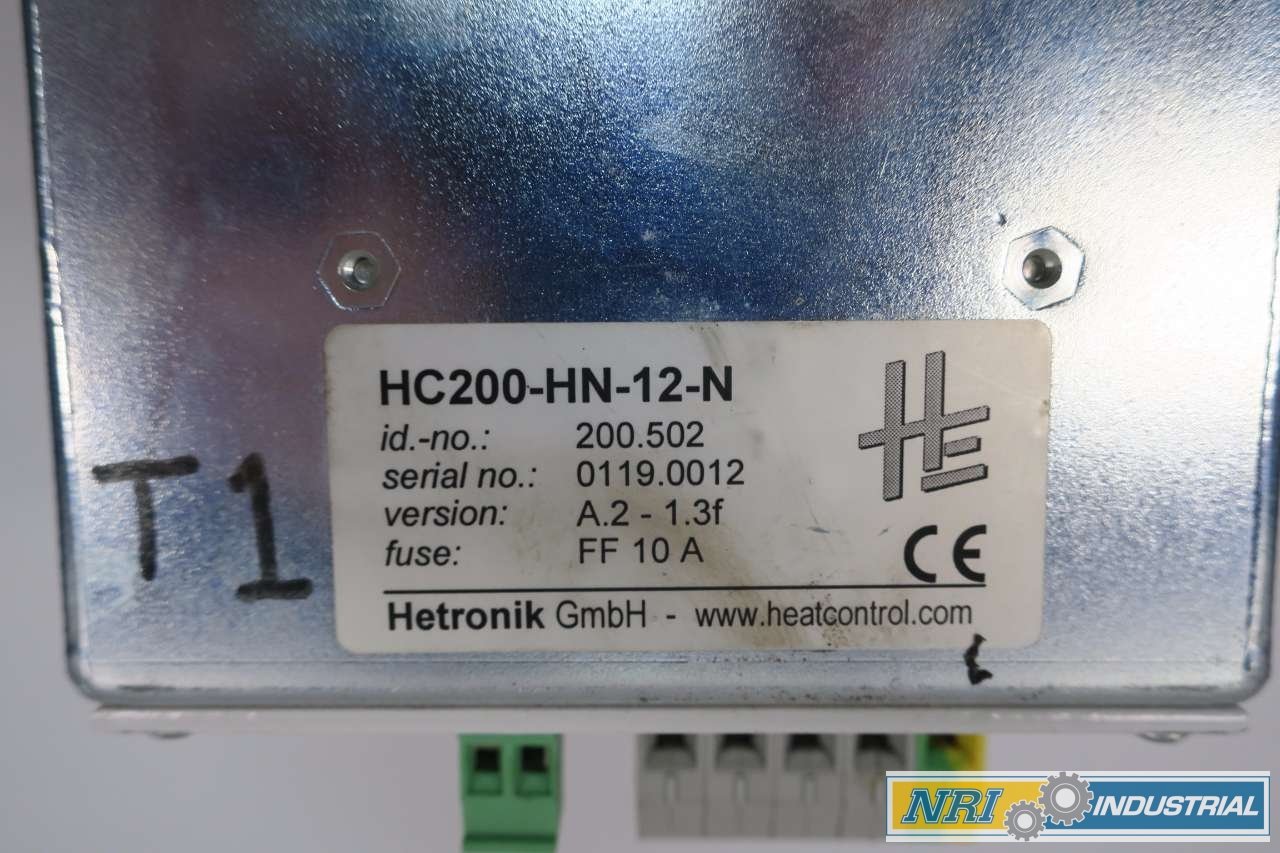 HC200-HN-12-N
id.-no.: 200.502
serial no.: 0119.0012
version: A.2 - 1.3f
fuse: FF 10 A
HE
CE
Hetronik GmbH - www.heatcontrol.com
T1
NRI INDUSTRIAL